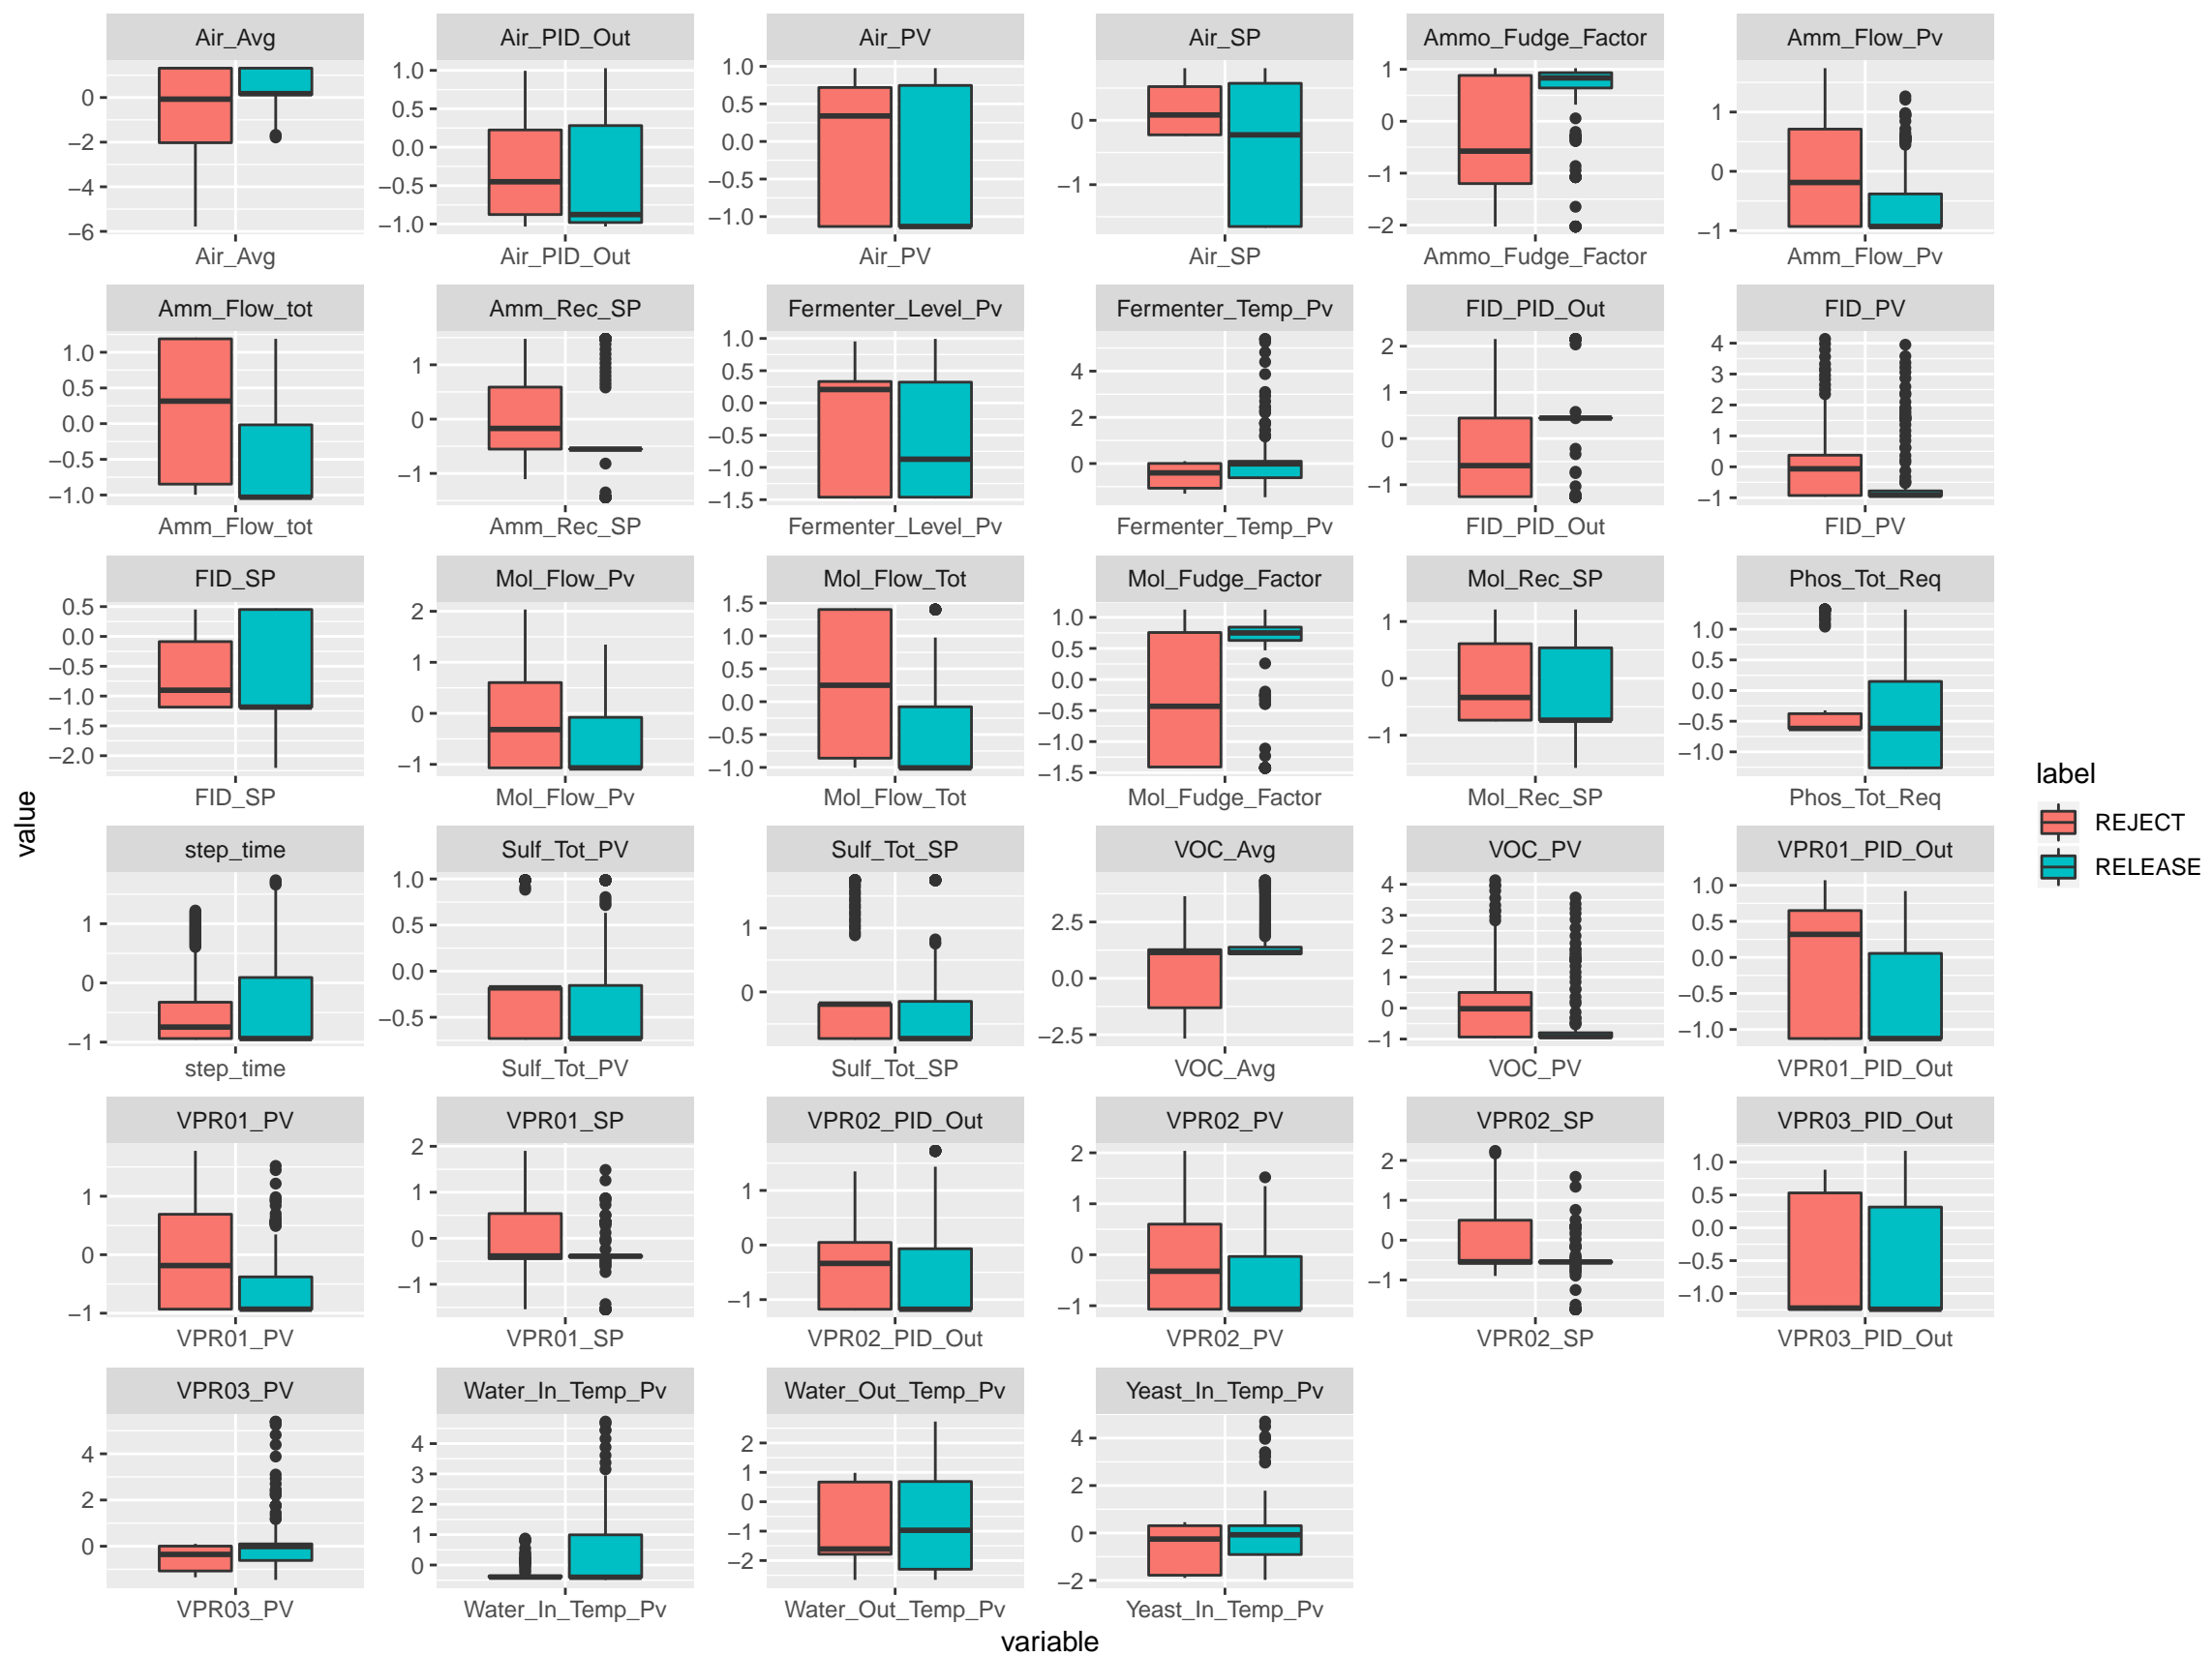 Air_Avg Air_PID_Out Air_PV Air_SP Ammo_Fudge_Factor Amm_Flow_Pv
0 −2 −4 −6
1.0 0.5 0.0 −0.5 −1.0
1.0 0.5 0.0 −0.5 −1.0
0 −1
1 0 −1 −2
1 0 −1
Air_Avg Air_PID_Out Air_PV Air_SP Ammo_Fudge_Factor Amm_Flow_Pv
Amm_Flow_tot Amm_Rec_SP Fermenter_Level_Pv Fermenter_Temp_Pv FID_PID_Out FID_PV
1.0 0.5 0.0 −0.5 −1.0
1 0 −1
1.0 0.5 0.0 −0.5 −1.0 −1.5
4 2 0
2 1 0 −1
4 3 2 1 0 −1
Amm_Flow_tot Amm_Rec_SP Fermenter_Level_Pv Fermenter_Temp_Pv FID_PID_Out FID_PV
FID_SP Mol_Flow_Pv Mol_Flow_Tot Mol_Fudge_Factor Mol_Rec_SP Phos_Tot_Req
0.5 0.0 −0.5 −1.0 −1.5 −2.0
2 1 0 −1
1.5 1.0 0.5 0.0 −0.5 −1.0
1.0 0.5 0.0 −0.5 −1.0 −1.5
1 0 −1
1.0 0.5 0.0 −0.5 −1.0
FID_SP Mol_Flow_Pv Mol_Flow_Tot Mol_Fudge_Factor Mol_Rec_SP Phos_Tot_Req
step_time Sulf_Tot_PV Sulf_Tot_SP VOC_Avg VOC_PV VPR01_PID_Out
1 0 −1
1.0 0.5 0.0 −0.5
1 0
2.5 0.0 −2.5
4 3 2 1 0 −1
1.0 0.5 0.0 −0.5 −1.0
step_time Sulf_Tot_PV Sulf_Tot_SP VOC_Avg VOC_PV VPR01_PID_Out
VPR01_PV VPR01_SP VPR02_PID_Out VPR02_PV VPR02_SP VPR03_PID_Out
1 0 −1
2 1 0 −1
1 0 −1
2 1 0 −1
2 1 0 −1
1.0 0.5 0.0 −0.5 −1.0
VPR01_PV VPR01_SP VPR02_PID_Out VPR02_PV VPR02_SP VPR03_PID_Out
VPR03_PV Water_In_Temp_Pv Water_Out_Temp_Pv Yeast_In_Temp_Pv
4 2 0
4 3 2 1 0
2 1 0 −1 −2
4 2 0 −2
VPR03_PV Water_In_Temp_Pv Water_Out_Temp_Pv Yeast_In_Temp_Pv
variable
value
label
REJECT
RELEASE